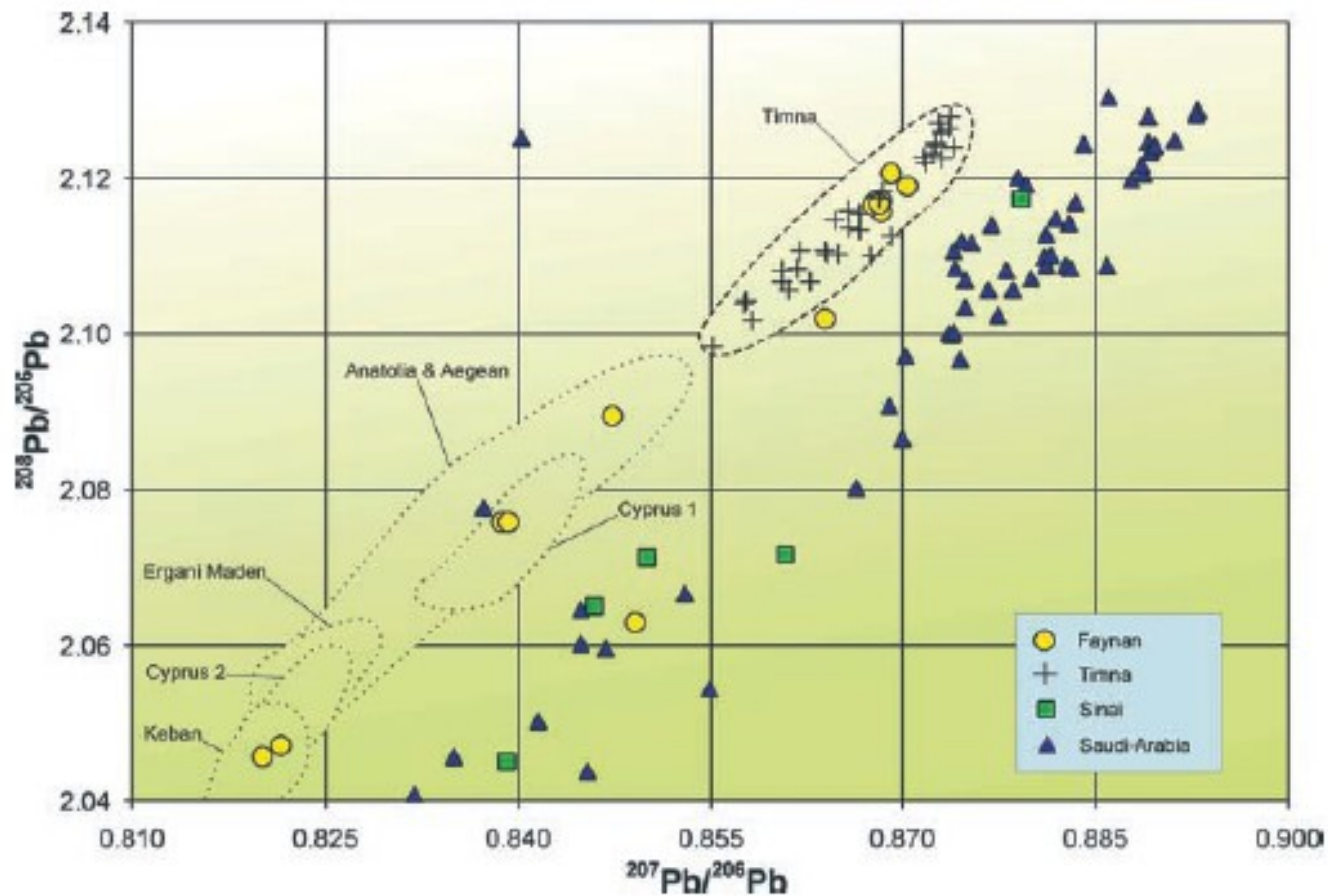 2.14
2.12
2.10
2.08
2.06
2.04
²⁰⁸Pb/²⁰⁶Pb
Timna
Anatolia & Aegean
Cyprus 1
Ergani Maden
Cyprus 2
Keban
Faynan
Timna
Sinai
Saudi-Arabia
0.810 0.825 0.840 0.855 0.870 0.885 0.900
²⁰⁷Pb/²⁰⁶Pb